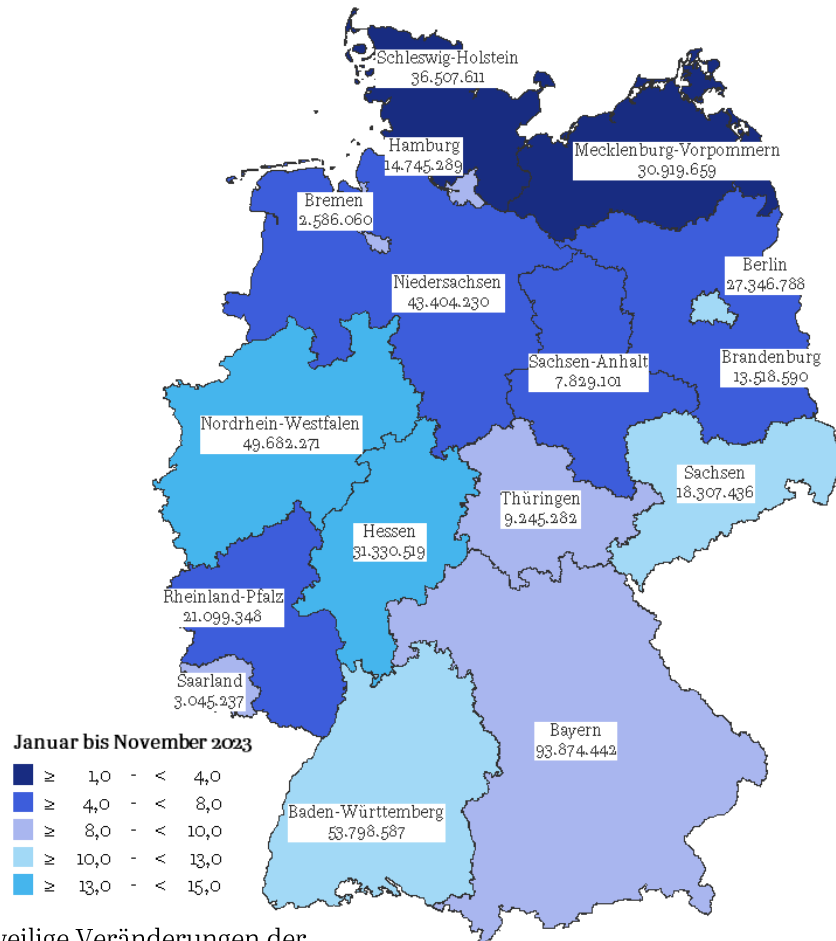 Schleswig-Holstein
36.507.611
Hamburg
14.745.289
Mecklenburg-Vorpommern
30.919.659
Bremen
2.586.060
Niedersachsen
43.404.230
Berlin
27.346.788
Sachsen-Anhalt
7.829.101
Brandenburg
13.518.590
Nordrhein-Westfalen
49.682.271
Sachsen
18.307.436
Thüringen
9.245.282
Hessen
31.330.519
Rheinland-Pfalz
21.099.348
Saarland
3.045.237
Bayern
93.874.442
Baden-Württemberg
53.798.587
Januar bis November 2023
≥ 1,0 - < 4,0
≥ 4,0 - < 8,0
≥ 8,0 - < 10,0
≥ 10,0 - < 13,0
≥ 13,0 - < 15,0
weilige Veränderungen der